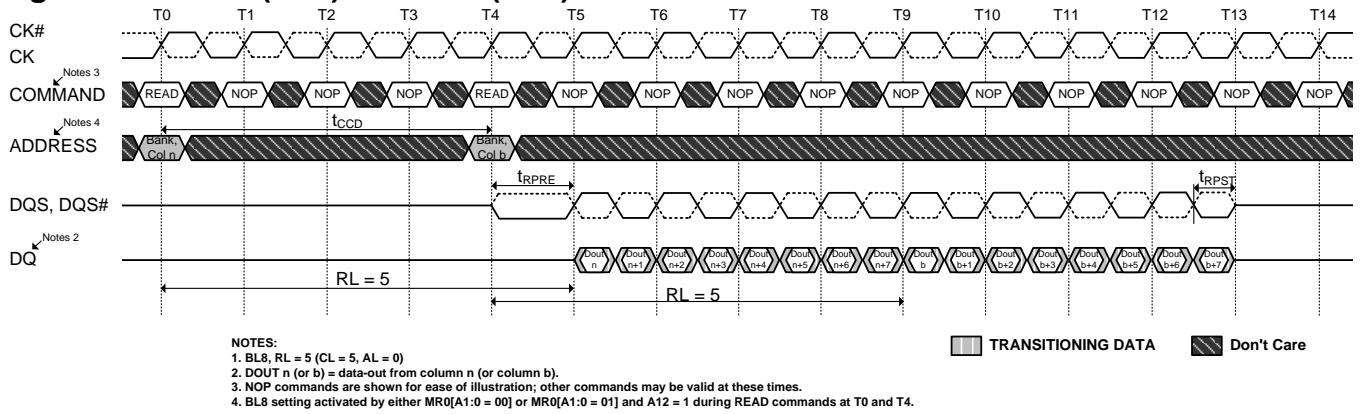 T0 T1 T2 T3 T4 T5 T6 T7 T8 T9 T10 T11 T12 T13 T14
CK#
CK
Notes 3
COMMAND READ NOP NOP NOP READ NOP NOP NOP NOP NOP NOP NOP NOP NOP NOP
tCCD
Notes 4
ADDRESS Bank, Col n Bank, Col b
tRPRE tRPST
DQS, DQS#
Notes 2
DQ Dout n Dout n+1 Dout n+2 Dout n+3 Dout n+4 Dout n+5 Dout n+6 Dout n+7 Dout b Dout b+1 Dout b+2 Dout b+3 Dout b+4 Dout b+5 Dout b+6 Dout b+7
RL = 5 RL = 5
NOTES:
1. BL8, RL = 5 (CL = 5, AL = 0)
2. DOUT n (or b) = data-out from column n (or column b).
3. NOP commands are shown for ease of illustration; other commands may be valid at these times.
4. BL8 setting activated by either MR0[A1:0 = 00] or MR0[A1:0 = 01] and A12 = 1 during READ commands at T0 and T4.
TRANSITIONING DATA Don't Care